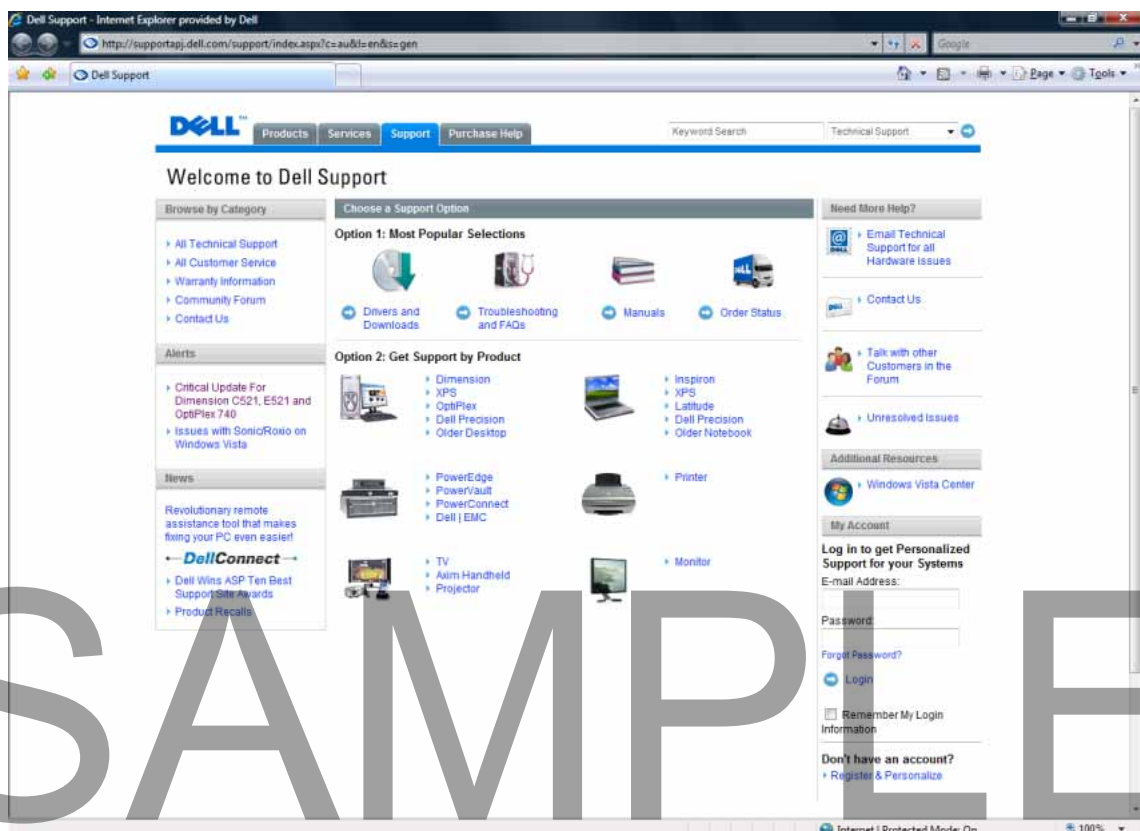 Dell Support - Internet Explorer provided by Dell
http://supportapj.dell.com/support/index.aspx?c=au&l=en&s=gen
Google
Dell Support
Page
Tools
DELL™
Products
Services
Support
Purchase Help
Keyword Search
Technical Support
Welcome to Dell Support
Browse by Category
All Technical Support
All Customer Service
Warranty Information
Community Forum
Contact Us
Alerts
Critical Update For
Dimension C521, E521 and
OptiPlex 740
Issues with Sonic/Roxio on
Windows Vista
News
Revolutionary remote
assistance tool that makes
fixing your PC even easier!
DellConnect
Dell Wins ASP Ten Best
Support Site Awards
Product Recalls
Choose a Support Option
Option 1: Most Popular Selections
Drivers and
Downloads
Troubleshooting
and FAQs
Manuals
DELL
Order Status
Option 2: Get Support by Product
Dimension
XPS
OptiPlex
Dell Precision
Older Desktop
Inspiron
XPS
Latitude
Dell Precision
Older Notebook
PowerEdge
PowerVault
PowerConnect
Dell | EMC
Printer
TV
Axim Handheld
Projector
Monitor
Need More Help?
Email Technical
Support for all
Hardware issues
Contact Us
Talk with other
Customers in the
Forum
Unresolved Issues
Additional Resources
Windows Vista Center
My Account
Log in to get Personalized
Support for your Systems
E-mail Address:
Password:
Forgot Password?
Login
Remember My Login
Information
Don't have an account?
Register & Personalize
Internet | Protected Mode: On
100%
SAMPLE